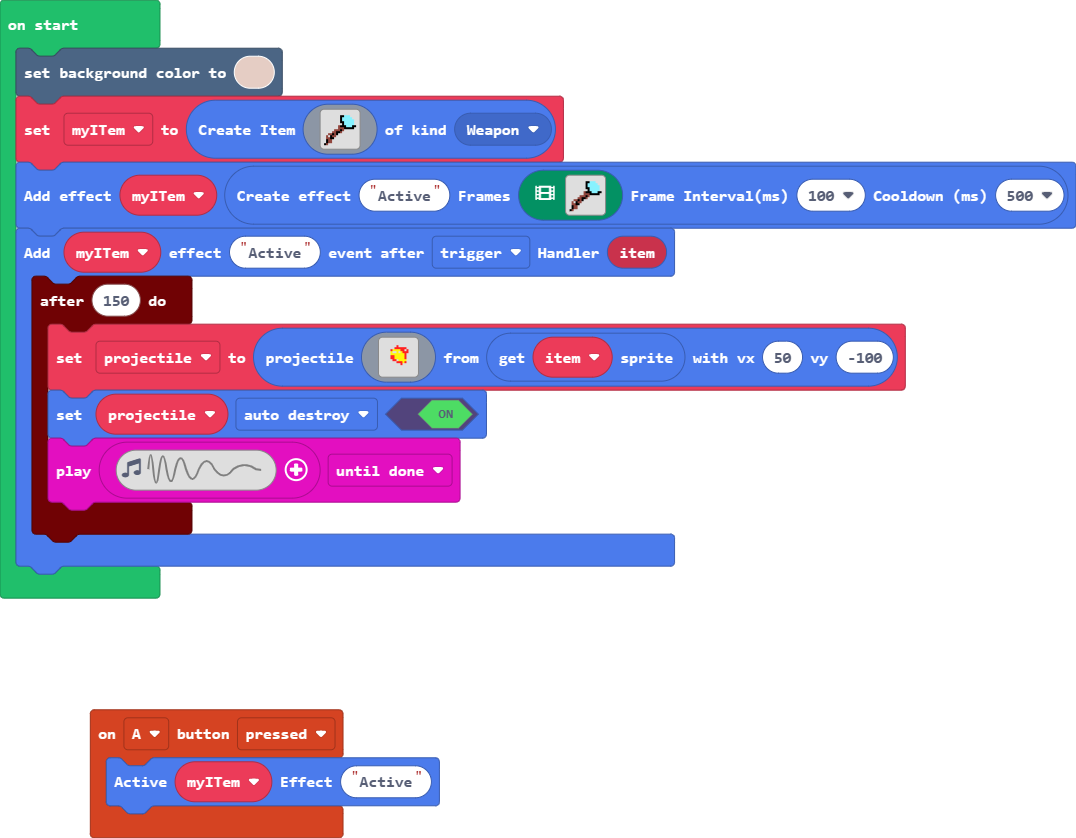 on start
set background color to
set myITem to Create Item of kind Weapon
Add effect myITem Create effect "Active" Frames Frame Interval(ms) 100 Cooldown (ms) 500
Add myITem effect "Active" event after trigger Handler item
after 150 do
set projectile to projectile from get item sprite with vx 50 vy -100
set projectile auto destroy ON
play until done
on A button pressed
Active myITem Effect "Active"